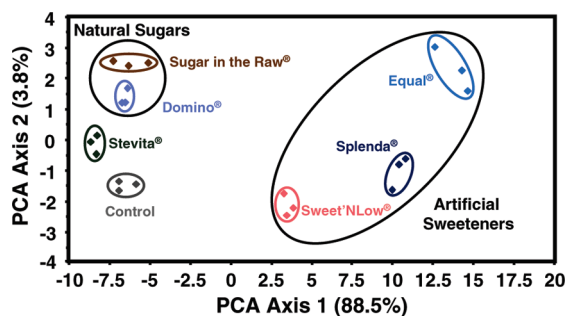 Natural Sugars
Sugar in the Raw®
Domino®
Stevita®
Control
Equal®
Splenda®
Sweet'NLow®
Artificial
Sweeteners
PCA Axis 2 (3.8%)
4
3
2
1
0
-1
-2
-3
-4
-10 -7.5 -5 -2.5 0 2.5 5 7.5 10 12.5 15 17.5 20
PCA Axis 1 (88.5%)